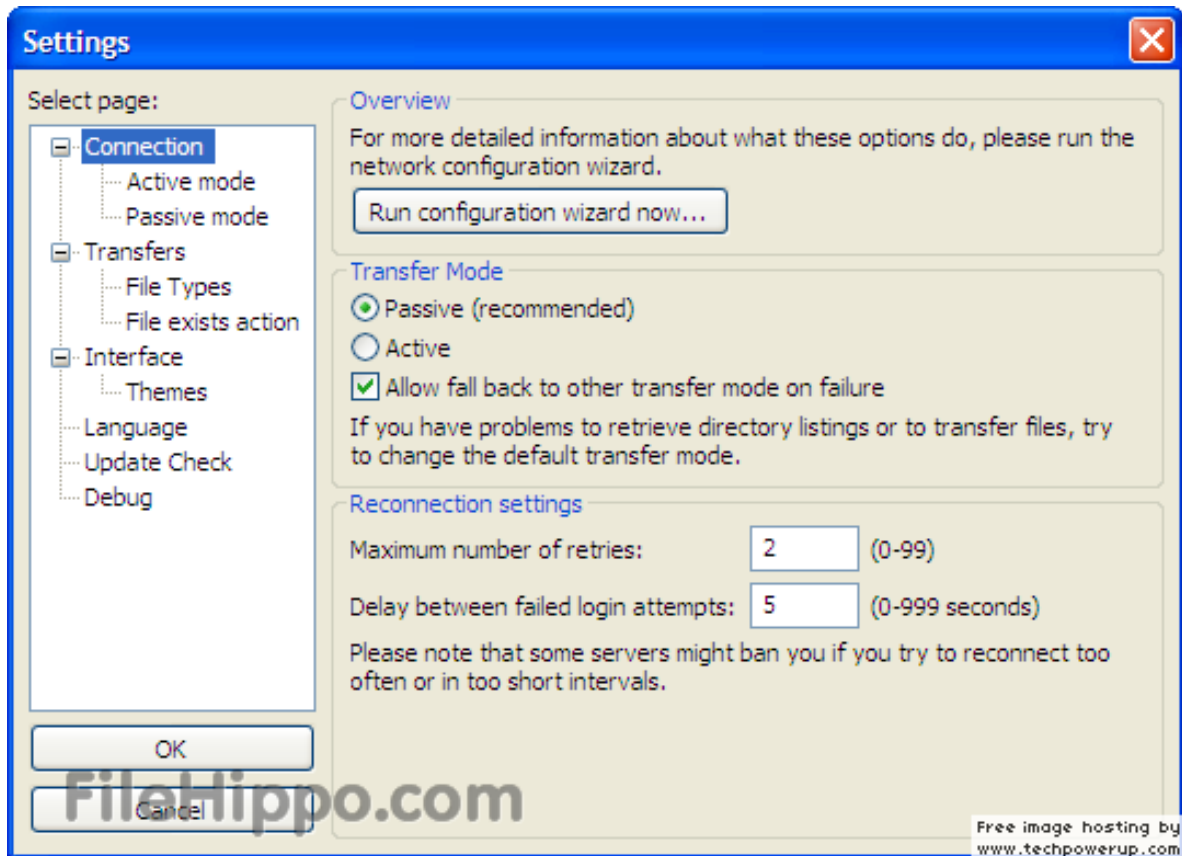 Settings
Select page:
Connection
Active mode
Passive mode
Transfers
File Types
File exists action
Interface
Themes
Language
Update Check
Debug
OK
Cancel
Overview
For more detailed information about what these options do, please run the
network configuration wizard.
Run configuration wizard now...
Transfer Mode
Passive (recommended)
Active
Allow fall back to other transfer mode on failure
If you have problems to retrieve directory listings or to transfer files, try
to change the default transfer mode.
Reconnection settings
Maximum number of retries: 2 (0-99)
Delay between failed login attempts: 5 (0-999 seconds)
Please note that some servers might ban you if you try to reconnect too
often or in too short intervals.
FileHippo.com
Free image hosting by
www.techpowerup.com